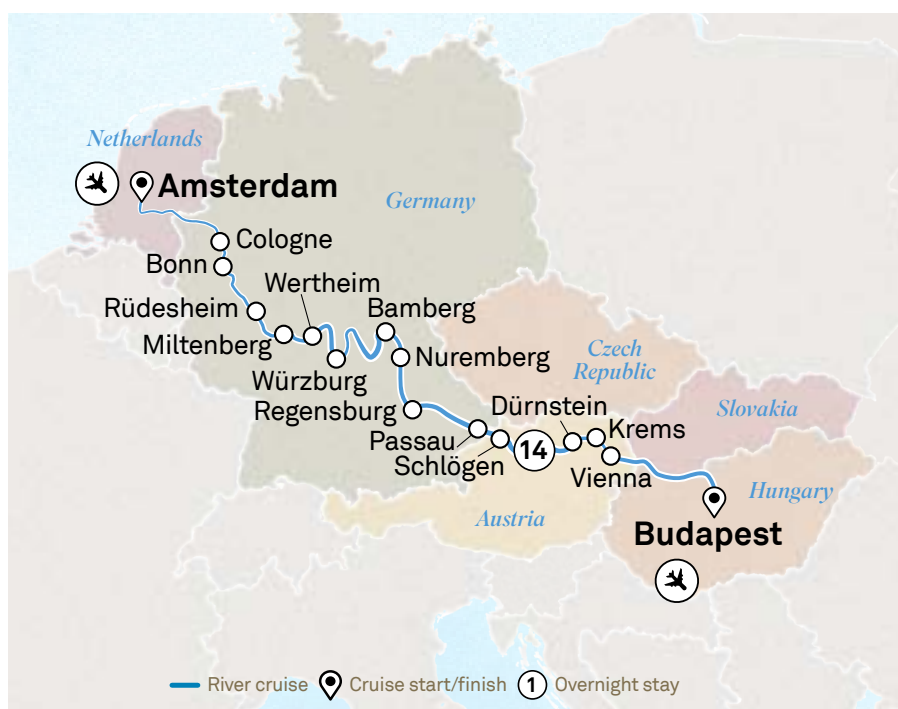 Netherlands
Amsterdam
Germany
Cologne
Bonn
Wertheim
Rüdesheim
Bamberg
Miltenberg
Nuremberg
Czech
Republic
Würzburg
Regensburg
Dürnstein
Slovakia
Passau
Krems
Schlögen
14
Vienna
Hungary
Austria
Budapest
River cruise
Cruise start/finish
1 Overnight stay